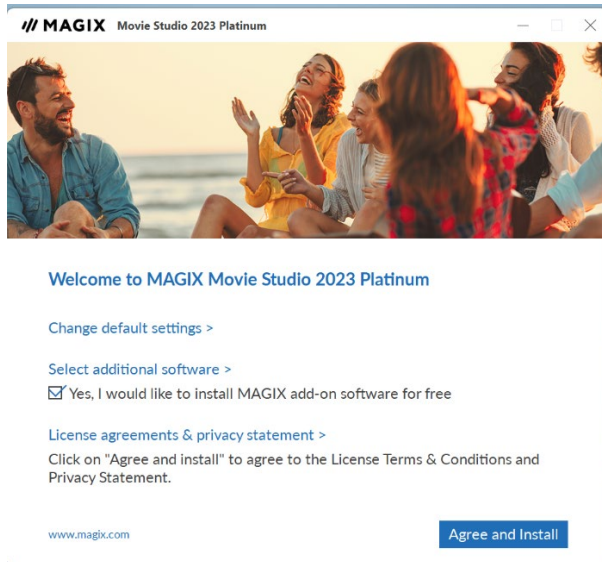 MAGIX Movie Studio 2023 Platinum
Welcome to MAGIX Movie Studio 2023 Platinum
Change default settings >
Select additional software >
Yes, I would like to install MAGIX add-on software for free
License agreements & privacy statement >
Click on "Agree and install" to agree to the License Terms & Conditions and
Privacy Statement.
www.magix.com
Agree and Install